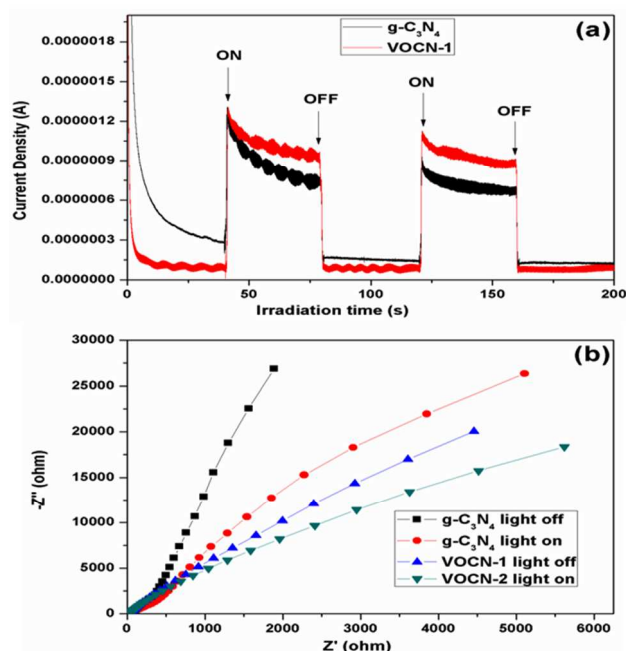 (a)
g-C₃N₄
VOCN-1
ON
OFF
ON
OFF
0.0000018
0.0000015
0.0000012
0.0000009
0.0000006
0.0000003
0.0000000
Current Density (A)
0 50 100 150 200
Irradiation time (s)
(b)
30000
25000
20000
15000
10000
5000
0
-Z'' (ohm)
g-C₃N₄ light off
g-C₃N₄ light on
VOCN-1 light off
VOCN-2 light on
0 1000 2000 3000 4000 5000 6000
Z' (ohm)